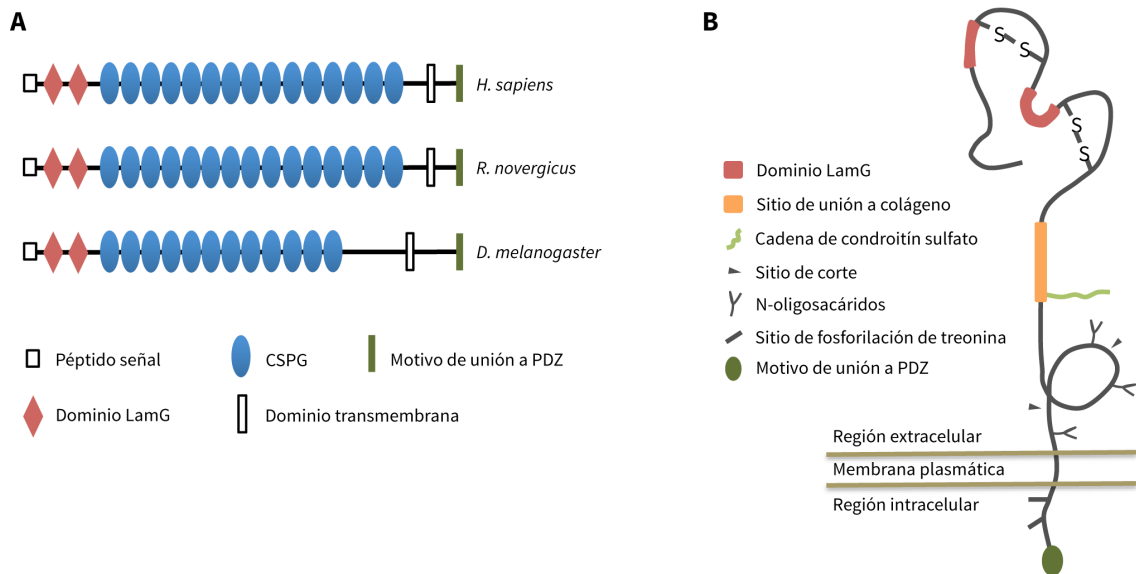 A
H. sapiens
R. novergicus
D. melanogaster
Péptido señal
CSPG
Motivo de unión a PDZ
Dominio LamG
Dominio transmembrana
B
S
S
S
S
Dominio LamG
Sitio de unión a colágeno
Cadena de condroitín sulfato
Sitio de corte
N-oligosacáridos
Sitio de fosforilación de treonina
Motivo de unión a PDZ
Región extracelular
Membrana plasmática
Región intracelular